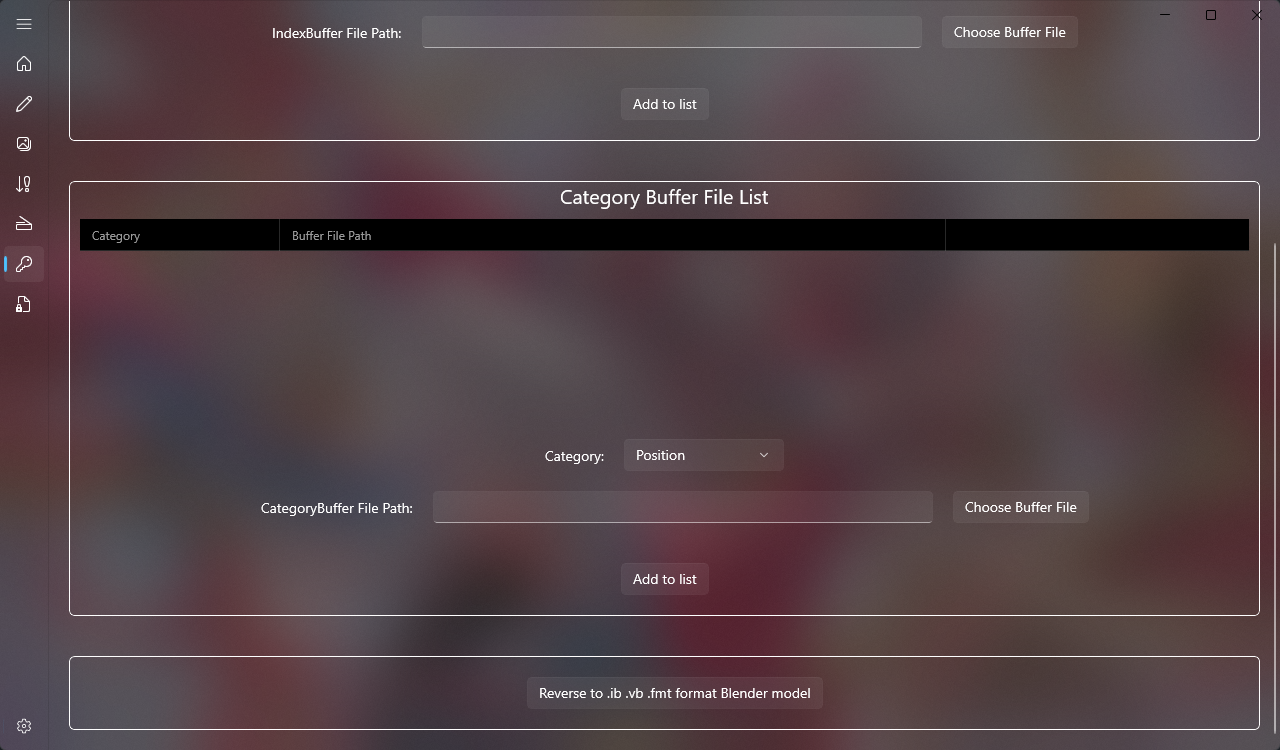 IndexBuffer File Path:
Choose Buffer File
Add to list
Category Buffer File List
Category
Buffer File Path
Category:
Position
CategoryBuffer File Path:
Choose Buffer File
Add to list
Reverse to .ib .vb .fmt format Blender model